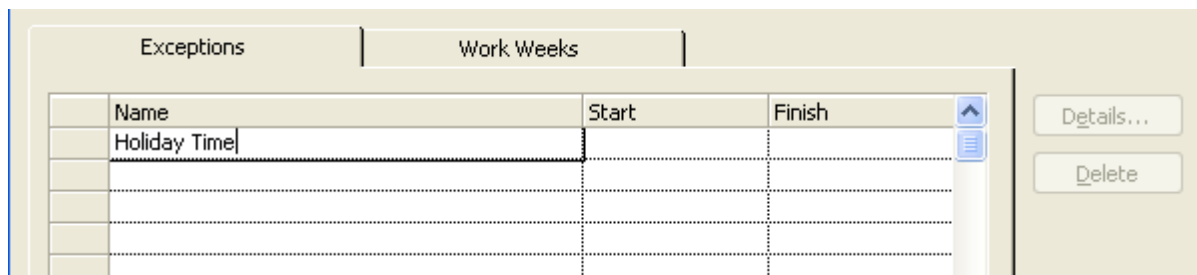 Exceptions Work Weeks
Name Start Finish
Holiday Time
Details...
Delete